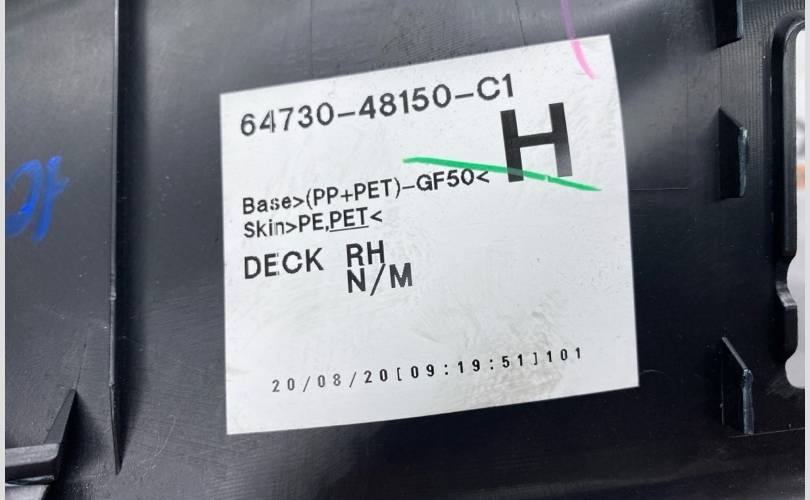 64730-48150-C1
H
Base>(PP+PET)-GF50<
Skin>PE,PET<
DECK RH
N/M
20/08/20[09:19:51]101